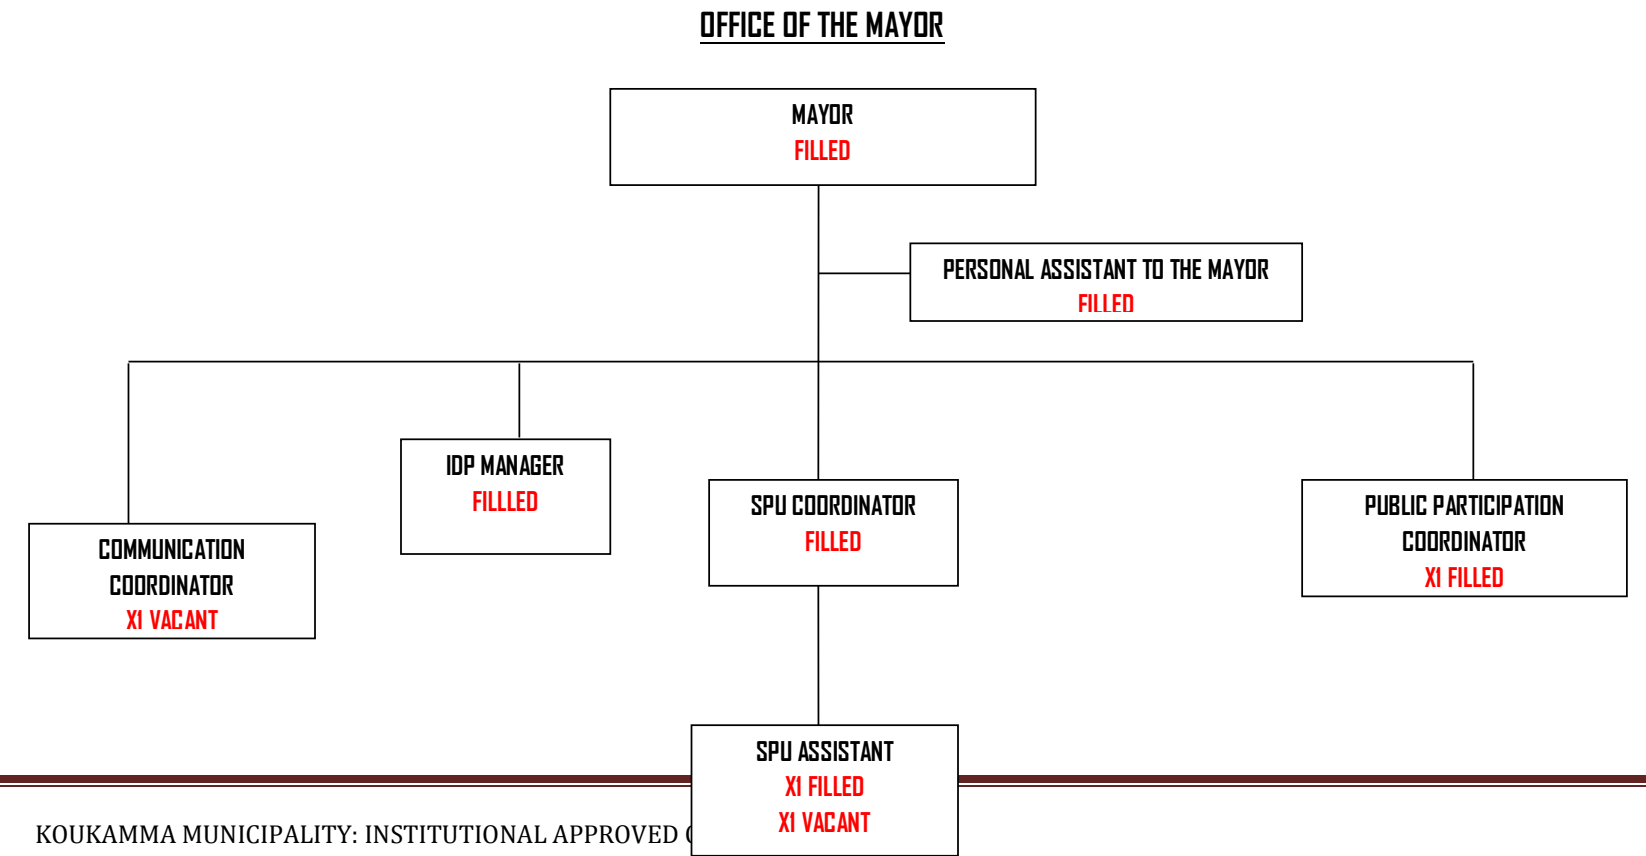 OFFICE OF THE MAYOR
MAYOR
FILLED
PERSONAL ASSISTANT TO THE MAYOR
FILLED
IDP MANAGER
FILLLED
SPU COORDINATOR
FILLED
PUBLIC PARTICIPATION
COORDINATOR
X1 FILLED
COMMUNICATION
COORDINATOR
X1 VACANT
SPU ASSISTANT
X1 FILLED
X1 VACANT
KOUKAMMA MUNICIPALITY: INSTITUTIONAL APPROVED